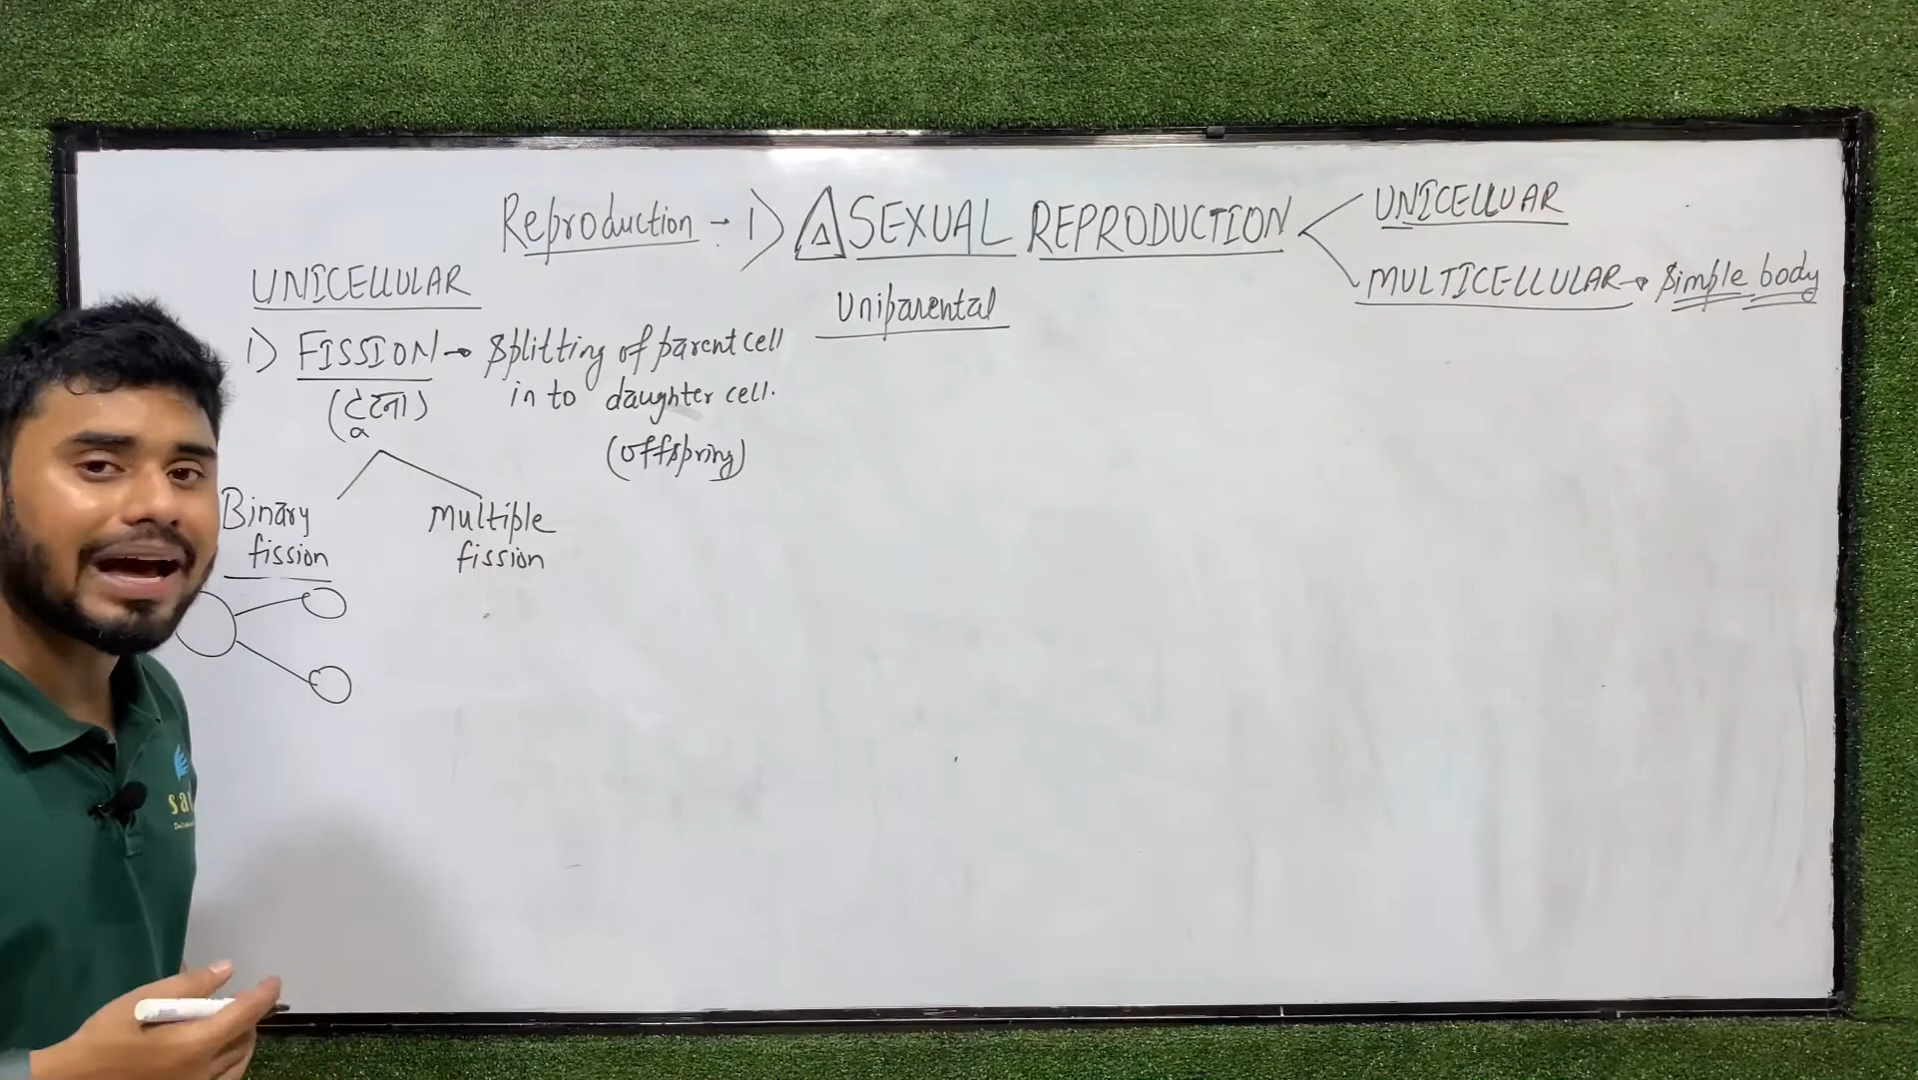 Reproduction - 1) ASEXUAL REPRODUCTION
UNICELLUAR
MULTICELLULAR → Simple body
Uniparental
UNICELLULAR
1) FISSION → Splitting of parent cell
in to daughter cell.
(टूटना)
(offspring)
Binary
fission
Multiple
fission